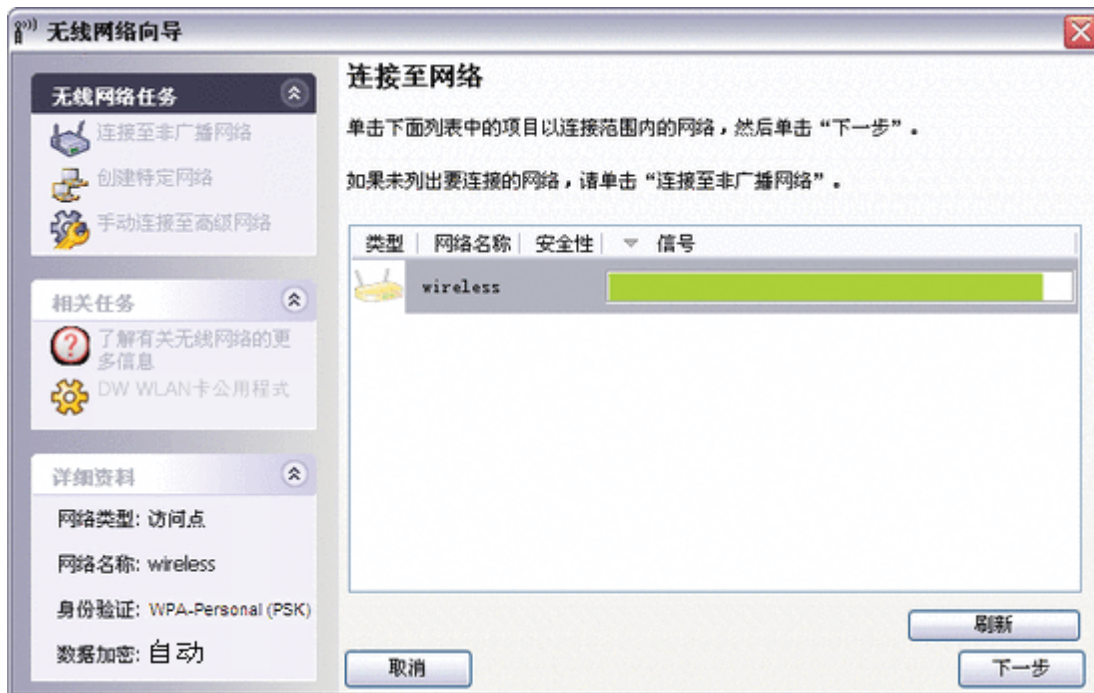 无线网络向导
无线网络任务
连接至非广播网络
创建特定网络
手动连接至高级网络
相关任务
了解有关无线网络的更
多信息
DW WLAN卡公用程式
详细资料
网络类型: 访问点
网络名称: wireless
身份验证: WPA-Personal (PSK)
数据加密: 自动
连接至网络
单击下面列表中的项目以连接范围内的网络，然后单击“下一步”。
如果未列出要连接的网络，请单击“连接至非广播网络”。
类型 网络名称 安全性 信号
wireless
刷新
取消 下一步